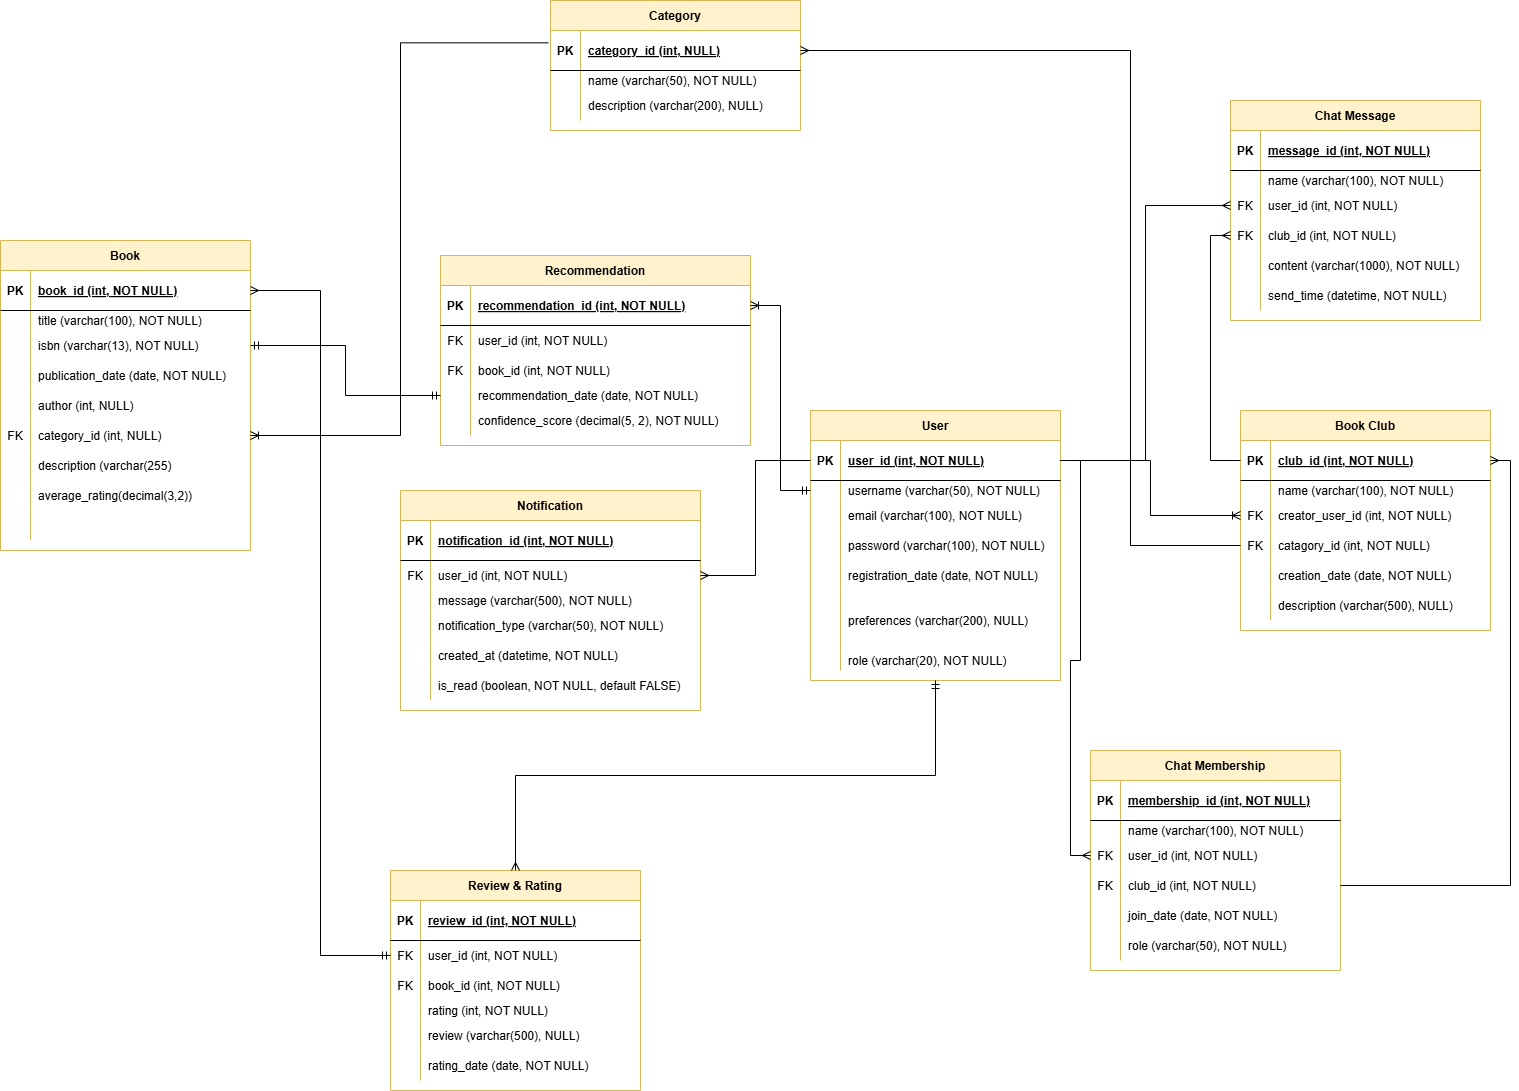 Category
PK category_id (int, NULL)
name (varchar(50), NOT NULL)
description (varchar(200), NULL)
Chat Message
PK message_id (int, NOT NULL)
name (varchar(100), NOT NULL)
FK user_id (int, NOT NULL)
FK club_id (int, NOT NULL)
content (varchar(1000), NOT NULL)
send_time (datetime, NOT NULL)
Book
PK book_id (int, NOT NULL)
title (varchar(100), NOT NULL)
isbn (varchar(13), NOT NULL)
publication_date (date, NOT NULL)
author (int, NULL)
FK category_id (int, NULL)
description (varchar(255)
average_rating(decimal(3,2))
Recommendation
PK recommendation_id (int, NOT NULL)
FK user_id (int, NOT NULL)
FK book_id (int, NOT NULL)
recommendation_date (date, NOT NULL)
confidence_score (decimal(5, 2), NOT NULL)
User
PK user_id (int, NOT NULL)
username (varchar(50), NOT NULL)
email (varchar(100), NOT NULL)
password (varchar(100), NOT NULL)
registration_date (date, NOT NULL)
preferences (varchar(200), NULL)
role (varchar(20), NOT NULL)
Book Club
PK club_id (int, NOT NULL)
name (varchar(100), NOT NULL)
FK creator_user_id (int, NOT NULL)
FK catagory_id (int, NOT NULL)
creation_date (date, NOT NULL)
description (varchar(500), NULL)
Notification
PK notification_id (int, NOT NULL)
FK user_id (int, NOT NULL)
message (varchar(500), NOT NULL)
notification_type (varchar(50), NOT NULL)
created_at (datetime, NOT NULL)
is_read (boolean, NOT NULL, default FALSE)
Chat Membership
PK membership_id (int, NOT NULL)
name (varchar(100), NOT NULL)
FK user_id (int, NOT NULL)
FK club_id (int, NOT NULL)
join_date (date, NOT NULL)
role (varchar(50), NOT NULL)
Review & Rating
PK review_id (int, NOT NULL)
FK user_id (int, NOT NULL)
FK book_id (int, NOT NULL)
rating (int, NOT NULL)
review (varchar(500), NULL)
rating_date (date, NOT NULL)